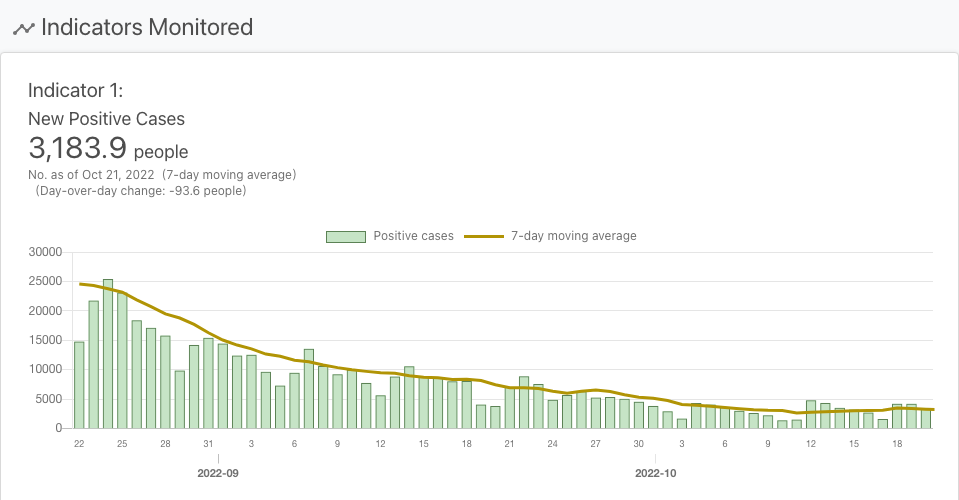 Indicators Monitored
Indicator 1:
New Positive Cases
3,183.9 people
No. as of Oct 21, 2022 (7-day moving average)
(Day-over-day change: -93.6 people)
Positive cases 7-day moving average
30000
25000
20000
15000
10000
5000
0
22 25 28 31 3 6 9 12 15 18 21 24 27 30 3 6 9 12 15 18
2022-09 2022-10